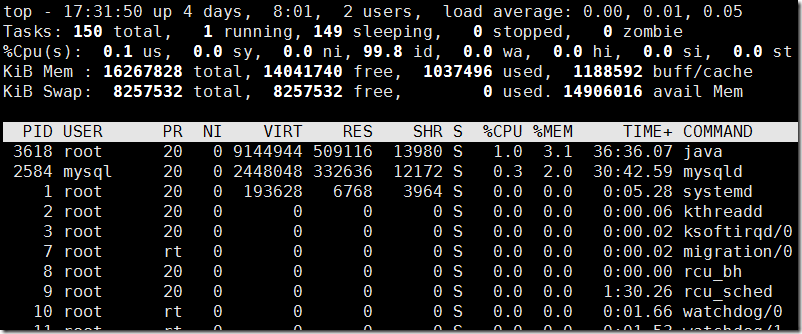 top - 17:31:50 up 4 days,  8:01,  2 users,  load average: 0.00, 0.01, 0.05
Tasks: 150 total,   1 running, 149 sleeping,   0 stopped,   0 zombie
%Cpu(s):  0.1 us,  0.0 sy,  0.0 ni, 99.8 id,  0.0 wa,  0.0 hi,  0.0 si,  0.0 st
KiB Mem : 16267828 total, 14041740 free,  1037496 used,  1188592 buff/cache
KiB Swap:  8257532 total,  8257532 free,        0 used. 14906016 avail Mem
PID USER      PR  NI    VIRT    RES    SHR S  %CPU %MEM     TIME+ COMMAND
3618 root      20   0 9144944 509116  13980 S   1.0  3.1  36:36.07 java
2584 mysql     20   0 2448048 332636  12172 S   0.3  2.0  30:42.59 mysqld
1 root      20   0  193628   6768   3964 S   0.0  0.0   0:05.28 systemd
2 root      20   0       0      0      0 S   0.0  0.0   0:00.06 kthreadd
3 root      20   0       0      0      0 S   0.0  0.0   0:00.02 ksoftirqd/0
7 root      rt   0       0      0      0 S   0.0  0.0   0:00.02 migration/0
8 root      20   0       0      0      0 S   0.0  0.0   0:00.00 rcu_bh
9 root      20   0       0      0      0 S   0.0  0.0   1:30.26 rcu_sched
10 root      rt   0       0      0      0 S   0.0  0.0   0:01.66 watchdog/0
11 root      rt   0       0      0      0 S   0.0  0.0   0:01.53 watchdog/1